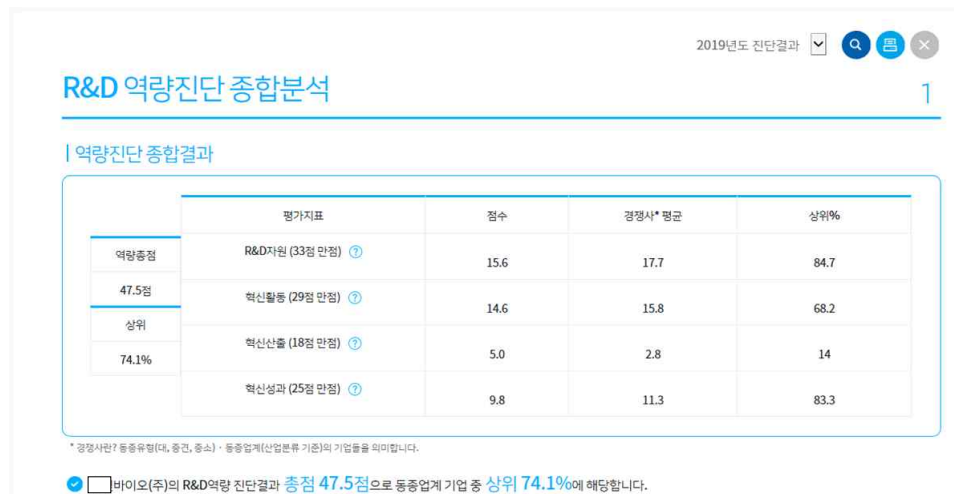 2019년도 진단결과
R&D 역량진단 종합분석
1
역량진단 종합결과
평가지표 점수 경쟁사* 평균 상위%
역량총점
47.5점
상위
74.1%
R&D자원 (33점 만점) ? 15.6 17.7 84.7
혁신활동 (29점 만점) ? 14.6 15.8 68.2
혁신산출 (18점 만점) ? 5.0 2.8 14
혁신성과 (25점 만점) ? 9.8 11.3 83.3
* 경쟁사란? 동종유형(대, 중견, 중소)·동종업계(산업분류 기준)의 기업들을 의미합니다.
바이오(주)의 R&D역량 진단결과 총점 47.5점으로 동종업계 기업 중 상위 74.1%에 해당합니다.